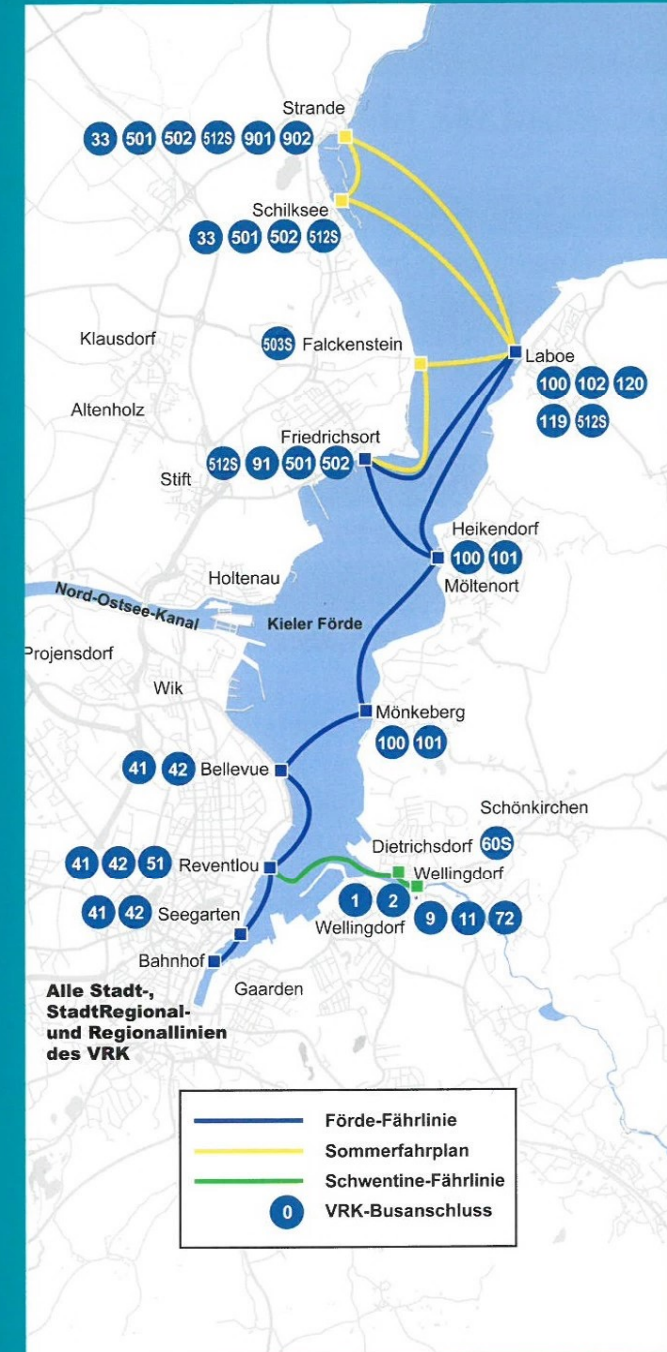 Strande
33 501 502 512S 901 902
Schilksee
33 501 502 512S
Klausdorf
503S Falckenstein
Laboe
100 102 120
119 512S
Altenholz
Friedrichsort
512S 91 501 502
Stift
Heikendorf
100 101
Möltenort
Holtenau
Nord-Ostsee-Kanal
Kieler Förde
Projensdorf
Wik
Mönkeberg
100 101
41 42 Bellevue
Schönkirchen
Dietrichsdorf 60S
41 42 51 Reventlou
Wellingdorf
1 2
Wellingdorf
9 11 72
41 42 Seegarten
Bahnhof
Gaarden
Alle Stadt-,
StadtRegional-
und Regionallinien
des VRK
Förde-Fährlinie
Sommerfahrplan
Schwentine-Fährlinie
0 VRK-Busanschluss